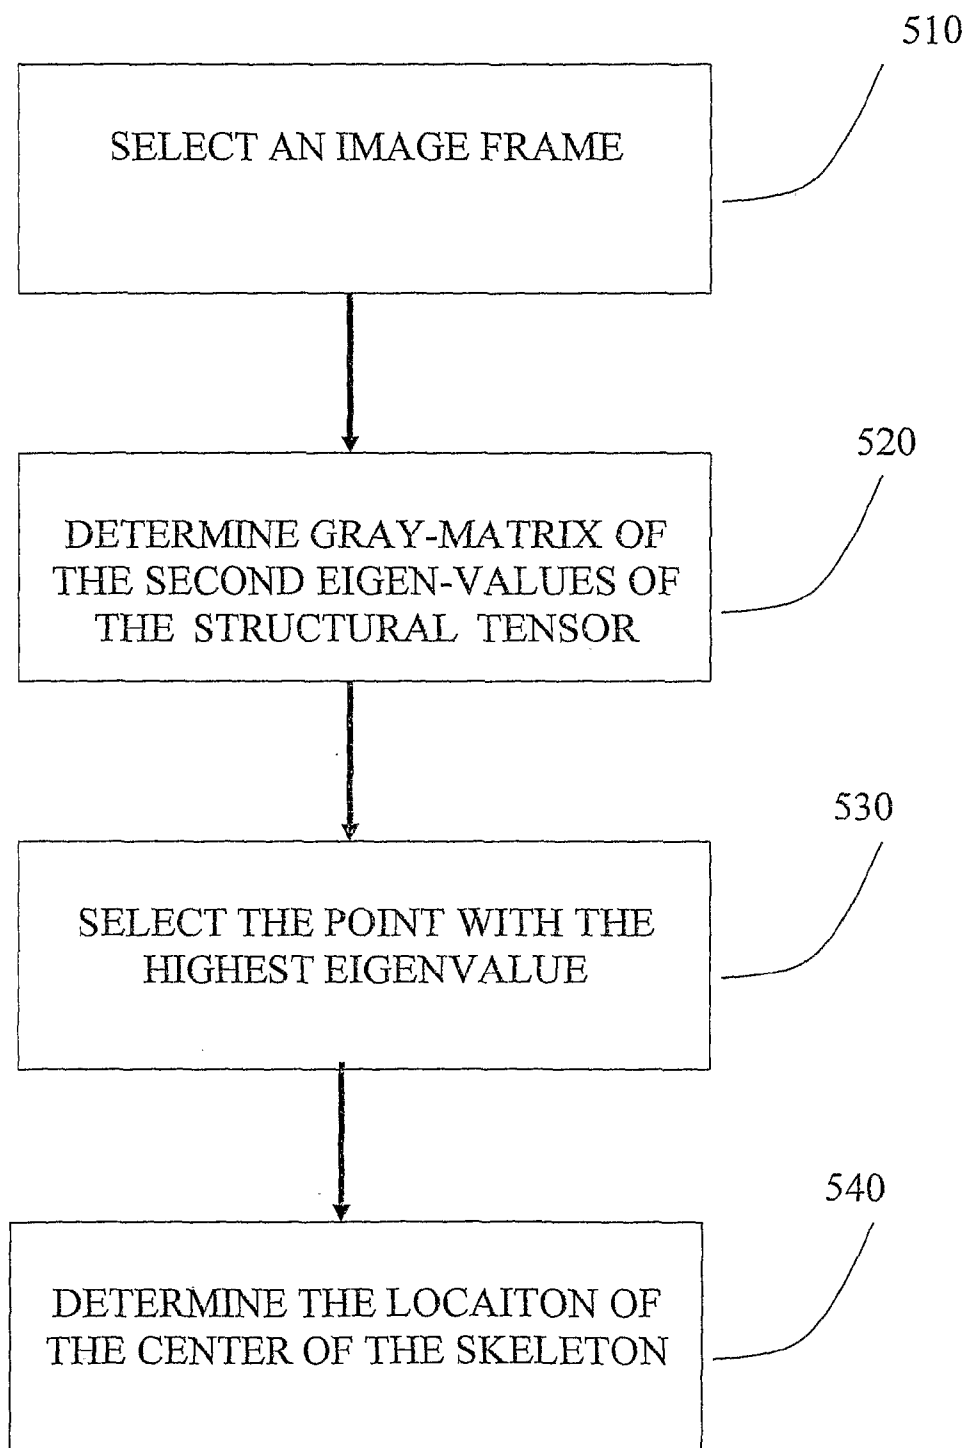 510
SELECT AN IMAGE FRAME
520
DETERMINE GRAY-MATRIX OF
THE SECOND EIGEN-VALUES OF
THE STRUCTURAL TENSOR
530
SELECT THE POINT WITH THE
HIGHEST EIGENVALUE
540
DETERMINE THE LOCAITON OF
THE CENTER OF THE SKELETON